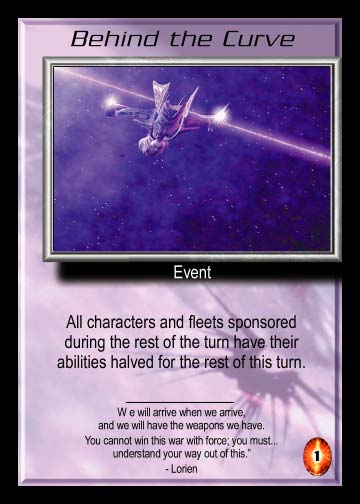 Behind the Curve
Event
All characters and fleets sponsored
during the rest of the turn have their
abilities halved for the rest of this turn.
W e will arrive when we arrive,
and we will have the weapons we have.
You cannot win this war with force; you must...
understand your way out of this.”
- Lorien
1